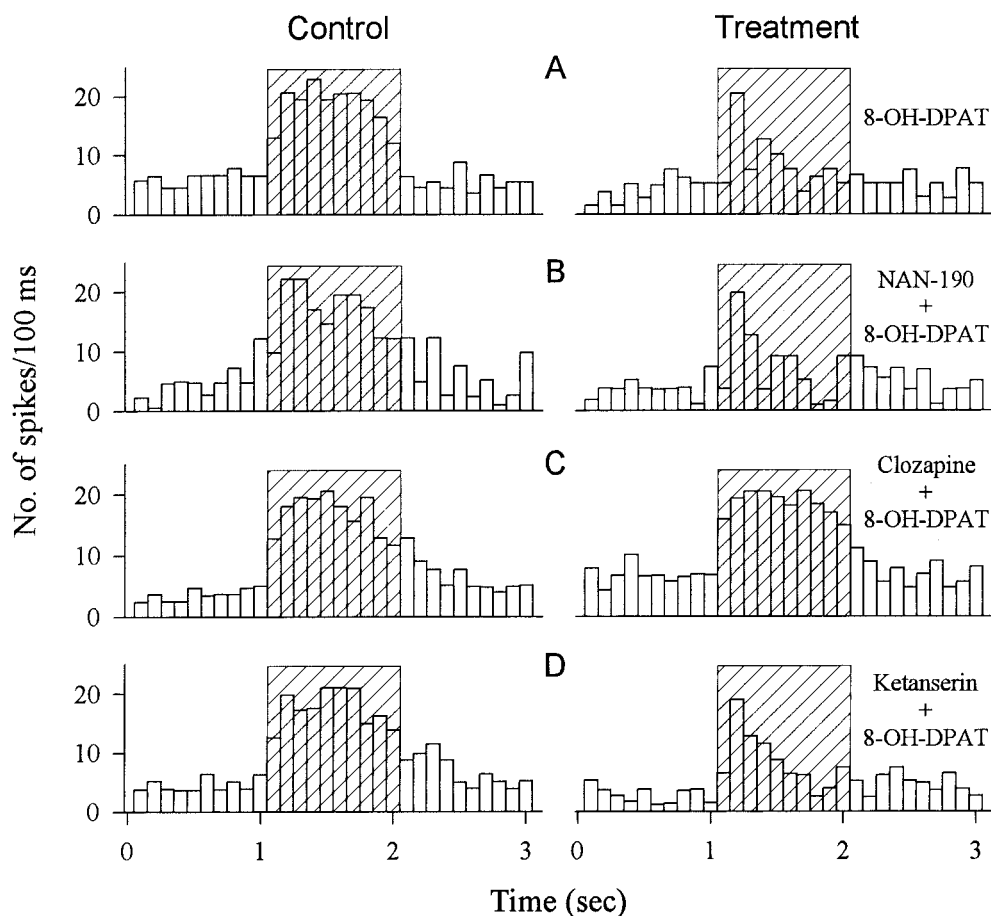 Control
Treatment
No. of spikes/100 ms
A
20
10
0
8-OH-DPAT
B
20
10
0
NAN-190
+
8-OH-DPAT
C
20
10
0
Clozapine
+
8-OH-DPAT
D
20
10
0
Ketanserin
+
8-OH-DPAT
0 1 2 3
0 1 2 3
Time (sec)